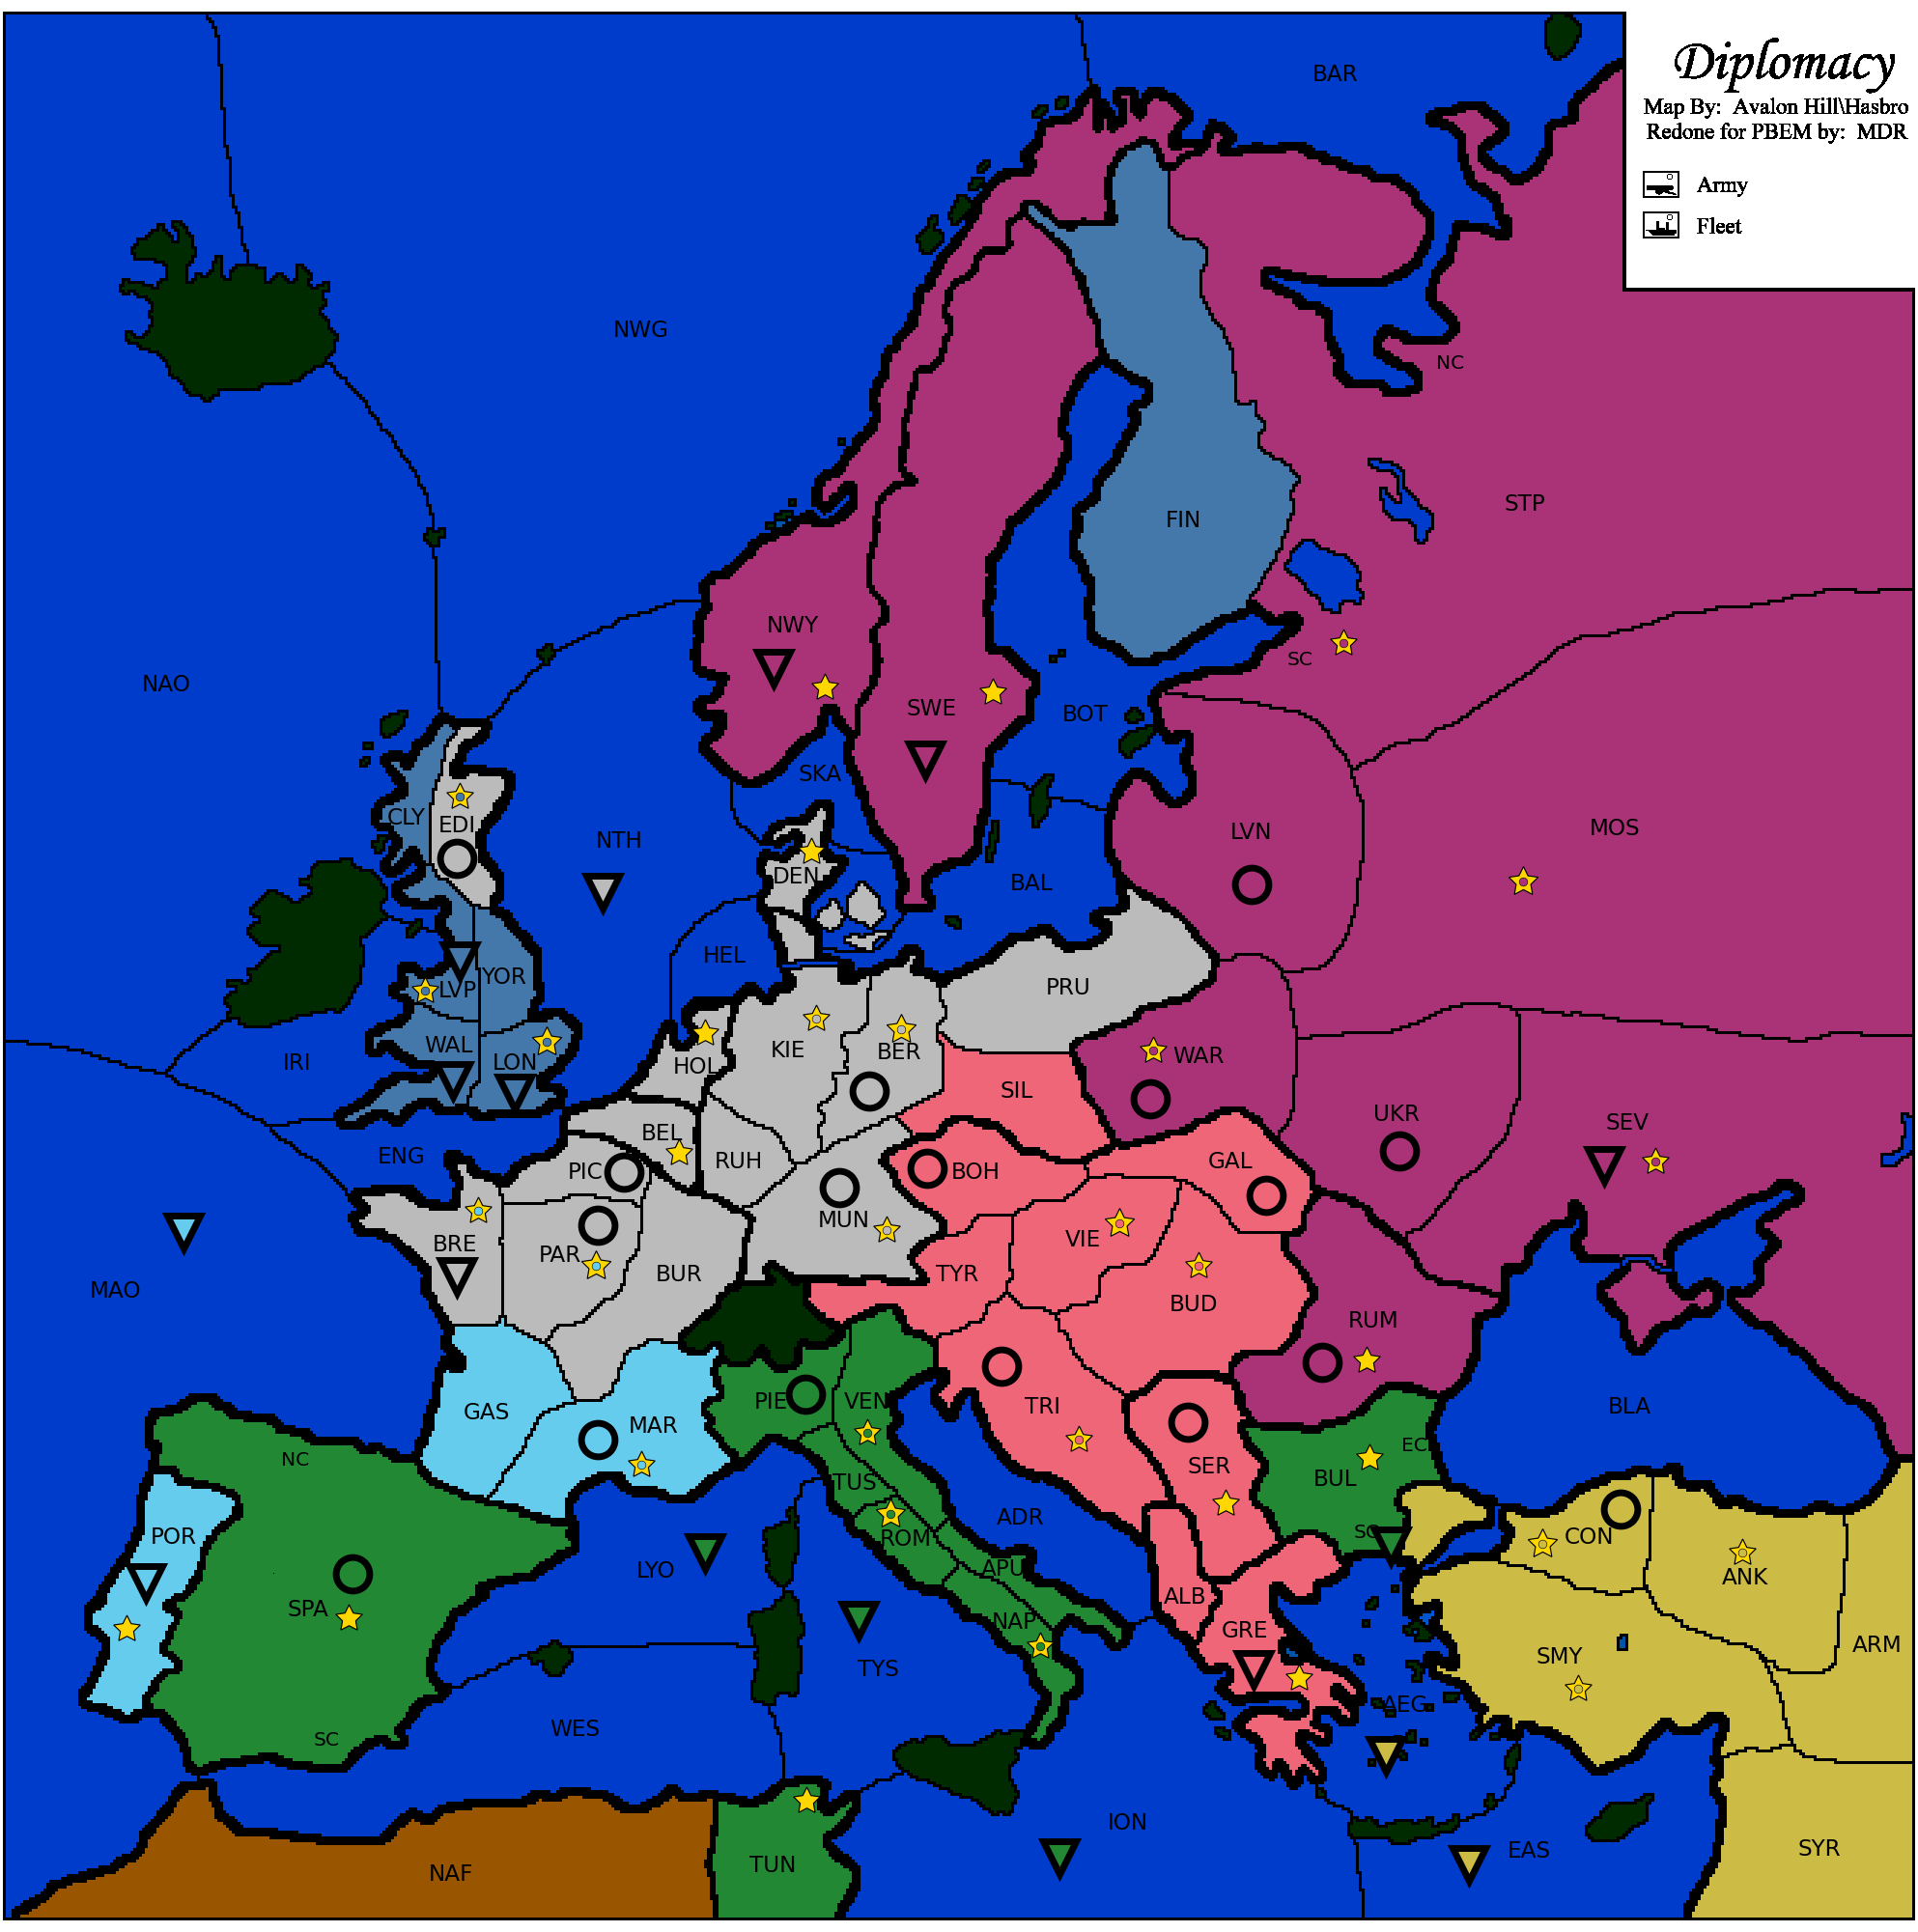 Diplomacy
Map By: Avalon Hill\Hasbro
Redone for PBEM by: MDR
Army
Fleet
BAR
NWG
NC
STP
FIN
NWY
SC
NAO
SWE
BOT
SKA
CLY
EDI
NTH
LVN
MOS
DEN
BAL
HEL
LVP
YOR
PRU
IRI
WAL
LON
HOL
KIE
BER
WAR
SIL
UKR
SEV
ENG
BEL
PIC
RUH
BOH
GAL
MUN
BRE
PAR
BUR
VIE
TYR
MAO
BUD
RUM
GAS
MAR
PIE
VEN
TRI
BLA
NC
EC
SER
BUL
TUS
POR
ROM
ADR
SC
CON
LYO
APU
ANK
SPA
ALB
NAP
GRE
SMY
ARM
TYS
AEG
WES
SC
ION
EAS
SYR
TUN
NAF